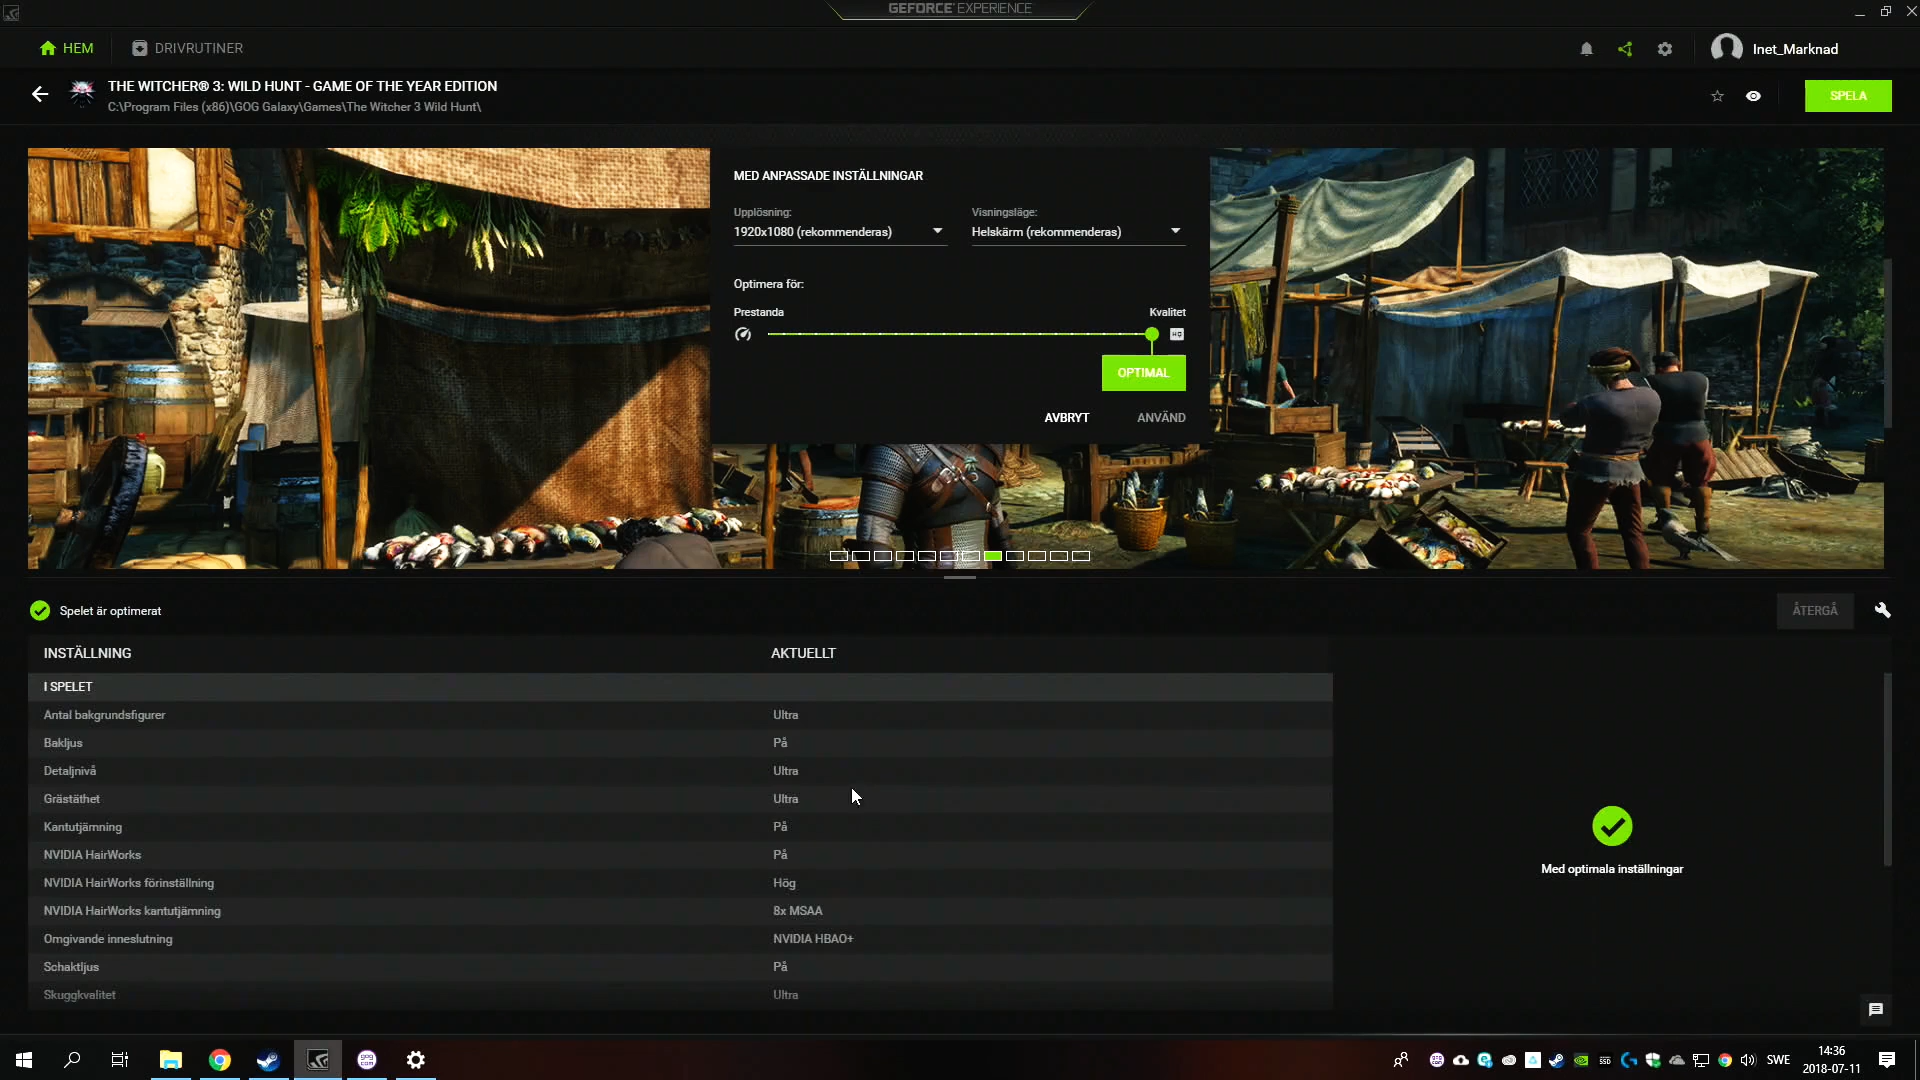 GEFORCE® EXPERIENCE
HEM
DRIVRUTINER
Inet_Marknad
THE WITCHER® 3: WILD HUNT - GAME OF THE YEAR EDITION
C:\Program Files (x86)\GOG Galaxy\Games\The Witcher 3 Wild Hunt\
SPELA
MED ANPASSADE INSTÄLLNINGAR
Upplösning:
Visningsläge:
1920x1080 (rekommenderas)
Helskärm (rekommenderas)
Optimera för:
Prestanda
Kvalitet
HQ
OPTIMAL
AVBRYT
ANVÄND
Spelet är optimerat
ÅTERGÅ
INSTÄLLNING
AKTUELLT
I SPELET
Antal bakgrundsfigurer
Ultra
Bakljus
På
Detaljnivå
Ultra
Grästäthet
Ultra
Kantutjämning
På
NVIDIA HairWorks
På
NVIDIA HairWorks förinställning
Hög
NVIDIA HairWorks kantutjämning
8x MSAA
Omgivande inneslutning
NVIDIA HBAO+
Schaktljus
På
Skuggkvalitet
Ultra
Med optimala inställningar
GOG COM
SSD
SWE
14:36
2018-07-11